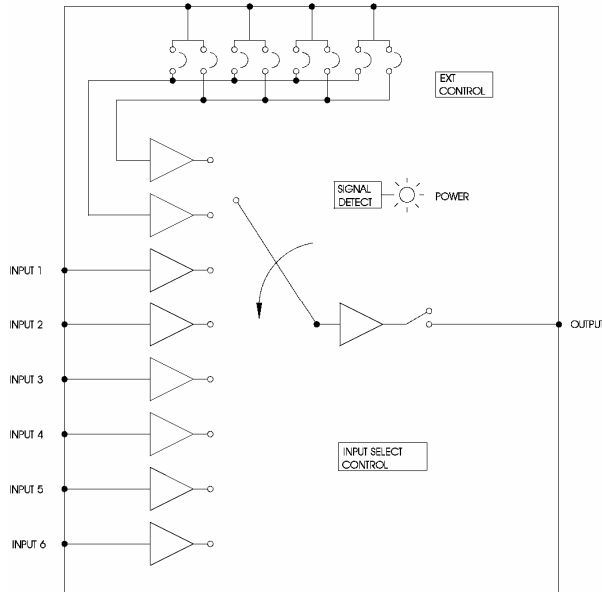 EXT
CONTROL
SIGNAL
DETECT
POWER
INPUT 1
INPUT 2
OUTPUT
INPUT 3
INPUT 4
INPUT SELECT
CONTROL
INPUT 5
INPUT 6